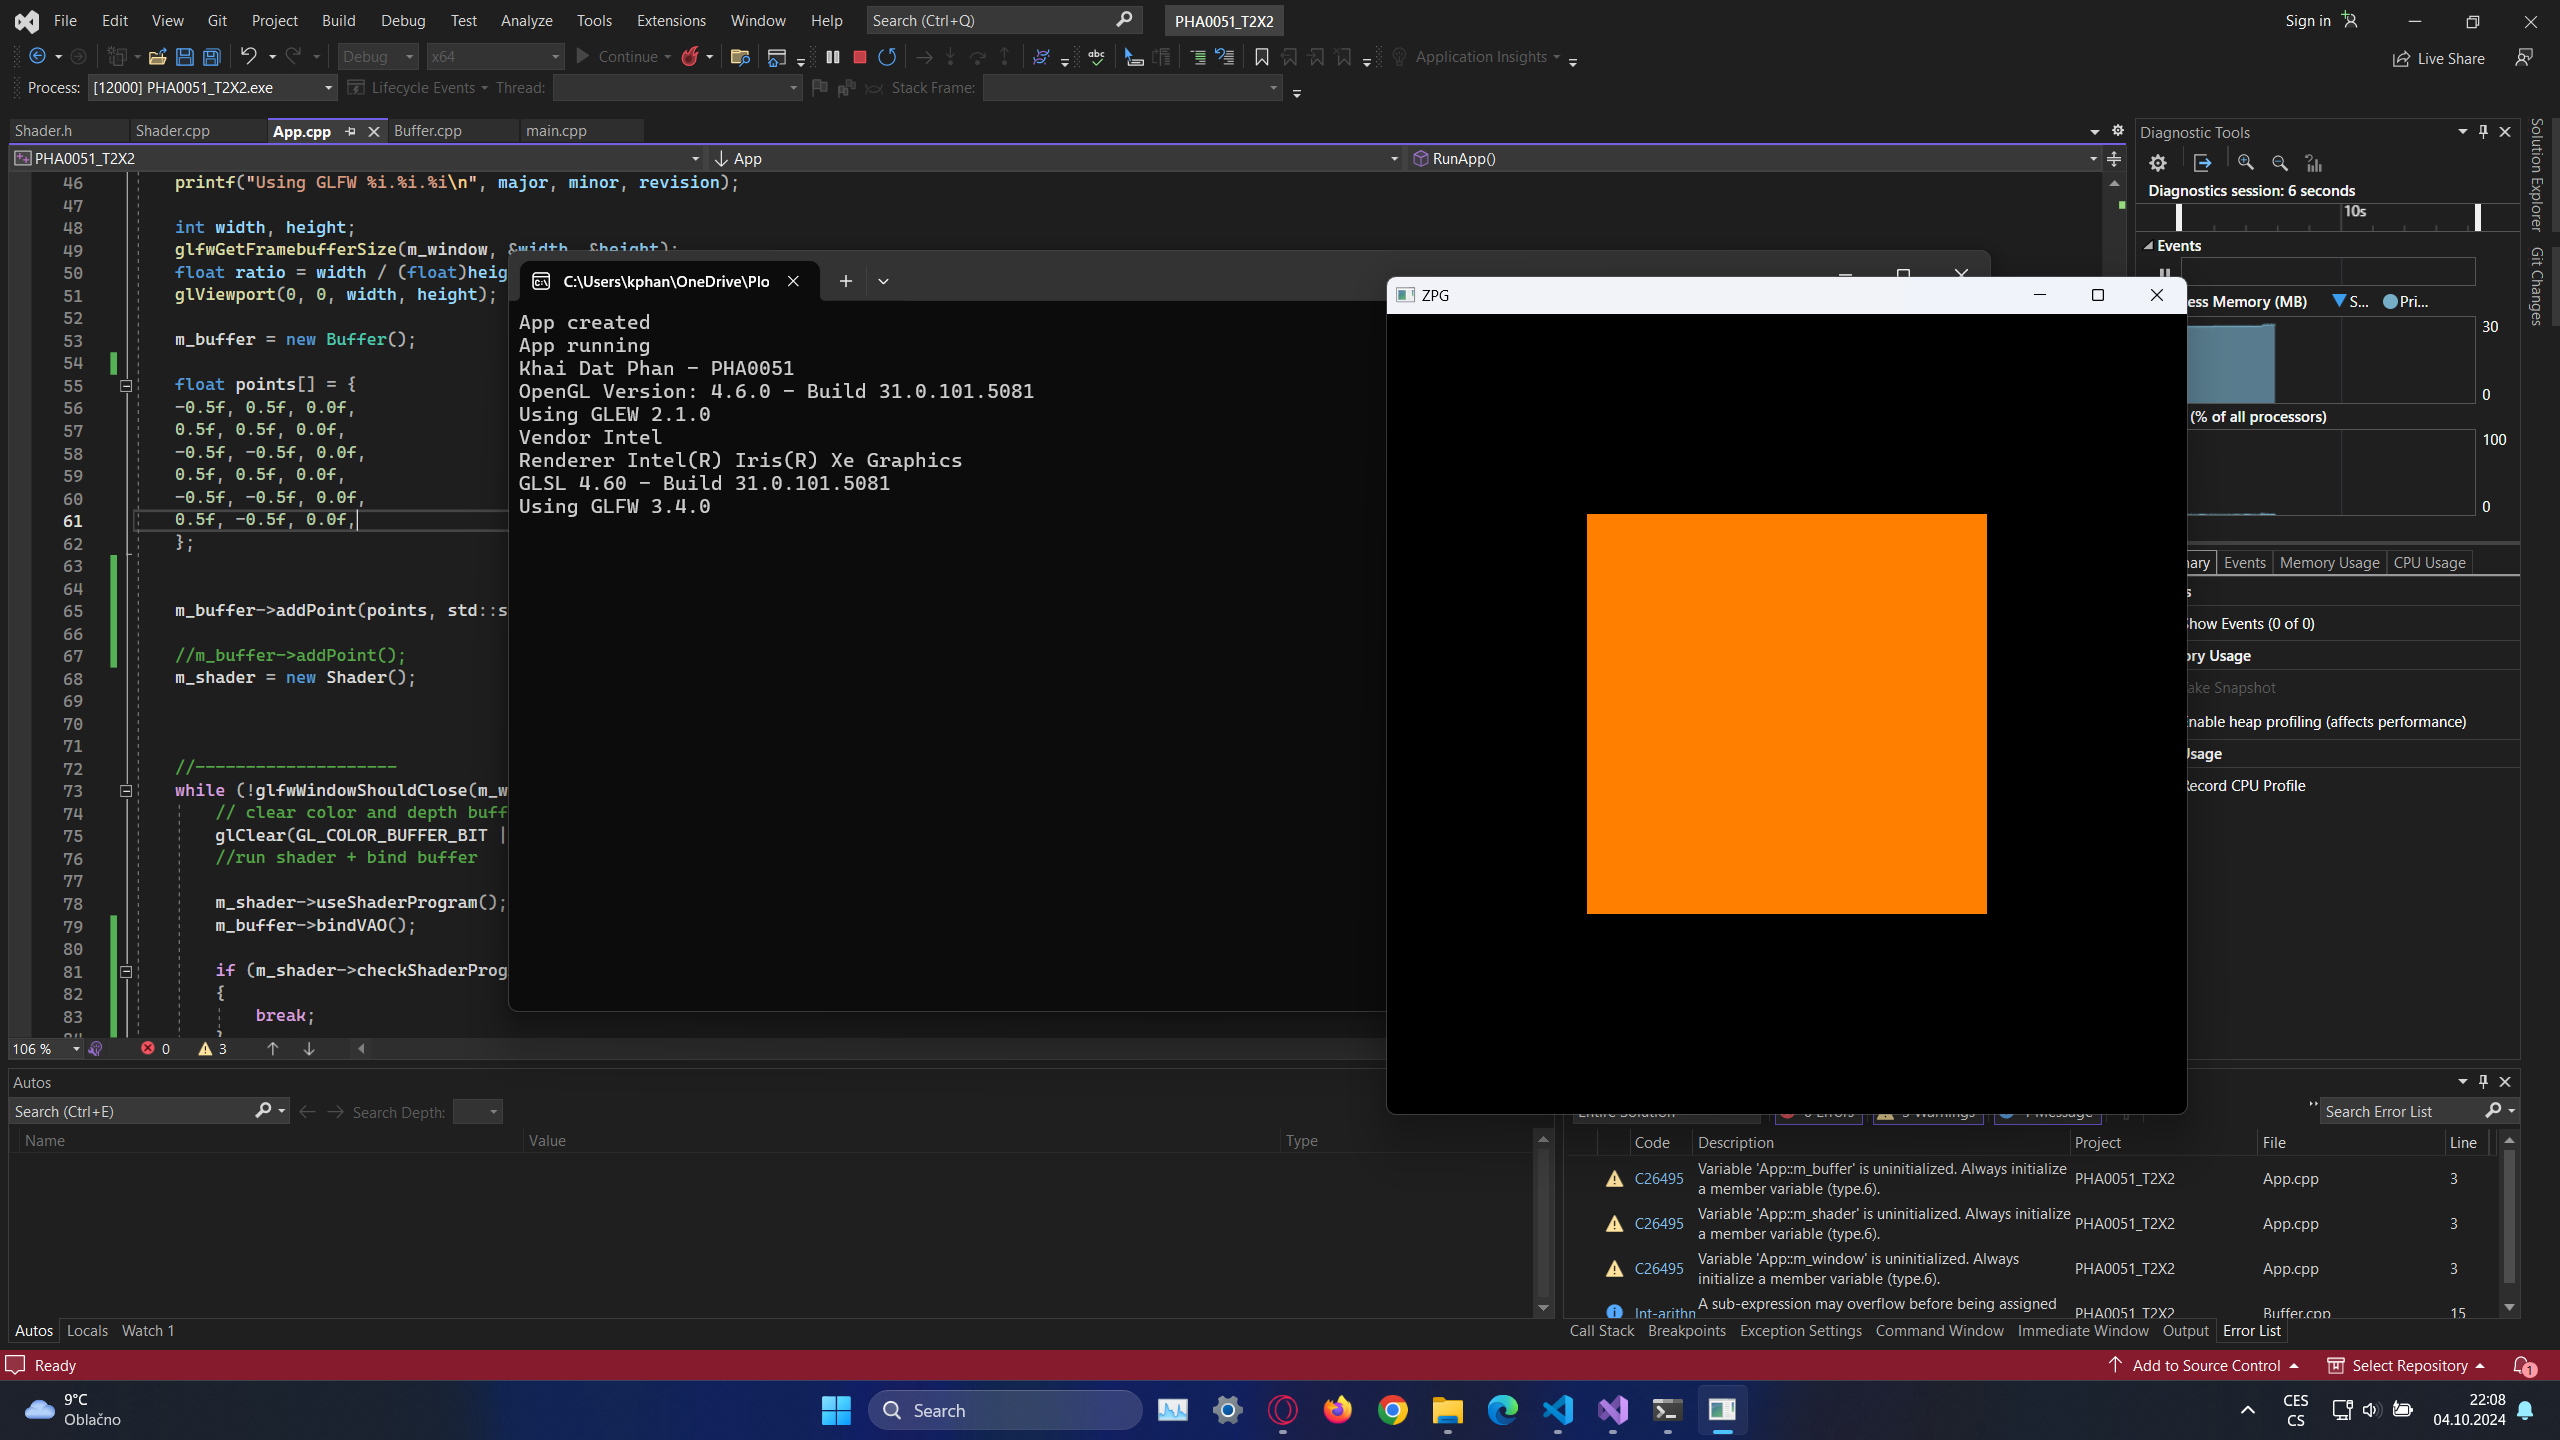 File Edit View Git Project Build Debug Test Analyze Tools Extensions Window Help Search (Ctrl+Q) PHA0051_T2X2 Sign in
Debug x64 Continue Application Insights Live Share
Process: [12000] PHA0051_T2X2.exe Lifecycle Events Thread: Stack Frame:
Shader.h Shader.cpp App.cpp Buffer.cpp main.cpp
PHA0051_T2X2 App RunApp()
46 printf("Using GLFW %i.%i.%i\n", major, minor, revision);
47
48 int width, height;
49 glfwGetFramebufferSize(m_window, &width, &height);
50 float ratio = width / (float)heig
51 glViewport(0, 0, width, height);
52
53 m_buffer = new Buffer();
54
55 float points[] = {
56 -0.5f, 0.5f, 0.0f,
57 0.5f, 0.5f, 0.0f,
58 -0.5f, -0.5f, 0.0f,
59 0.5f, 0.5f, 0.0f,
60 -0.5f, -0.5f, 0.0f,
61 0.5f, -0.5f, 0.0f,
62 };
63
64
65 m_buffer->addPoint(points, std::s
66
67 //m_buffer->addPoint();
68 m_shader = new Shader();
69
70
71
72 //--------------------
73 while (!glfwWindowShouldClose(m_w
74 // clear color and depth buff
75 glClear(GL_COLOR_BUFFER_BIT |
76 //run shader + bind buffer
77
78 m_shader->useShaderProgram();
79 m_buffer->bindVAO();
80
81 if (m_shader->checkShaderProg
82 {
83 break;
106 % 0 3
C:\Users\kphan\OneDrive\Plo
App created
App running
Khai Dat Phan - PHA0051
OpenGL Version: 4.6.0 - Build 31.0.101.5081
Using GLEW 2.1.0
Vendor Intel
Renderer Intel(R) Iris(R) Xe Graphics
GLSL 4.60 - Build 31.0.101.5081
Using GLFW 3.4.0
ZPG
Diagnostic Tools
Diagnostics session: 6 seconds
10s
Events
ess Memory (MB) S... Pri...
30
0
(% of all processors)
100
0
ary Events Memory Usage CPU Usage
s
Show Events (0 of 0)
ory Usage
ake Snapshot
Enable heap profiling (affects performance)
Usage
Record CPU Profile
Solution Explorer
Git Changes
Autos
Search (Ctrl+E) Search Depth:
Name Value Type
Autos Locals Watch 1
Entire Solution 0 Errors 3 Warnings 1 Message Search Error List
Code Description Project File Line
C26495 Variable 'App::m_buffer' is uninitialized. Always initialize a member variable (type.6). PHA0051_T2X2 App.cpp 3
C26495 Variable 'App::m_shader' is uninitialized. Always initialize a member variable (type.6). PHA0051_T2X2 App.cpp 3
C26495 Variable 'App::m_window' is uninitialized. Always initialize a member variable (type.6). PHA0051_T2X2 App.cpp 3
Int-arithn A sub-expression may overflow before being assigned PHA0051_T2X2 Buffer.cpp 15
Call Stack Breakpoints Exception Settings Command Window Immediate Window Output Error List
Ready Add to Source Control Select Repository 1
9°C
Oblačno
Search
CES
CS
22:08
04.10.2024